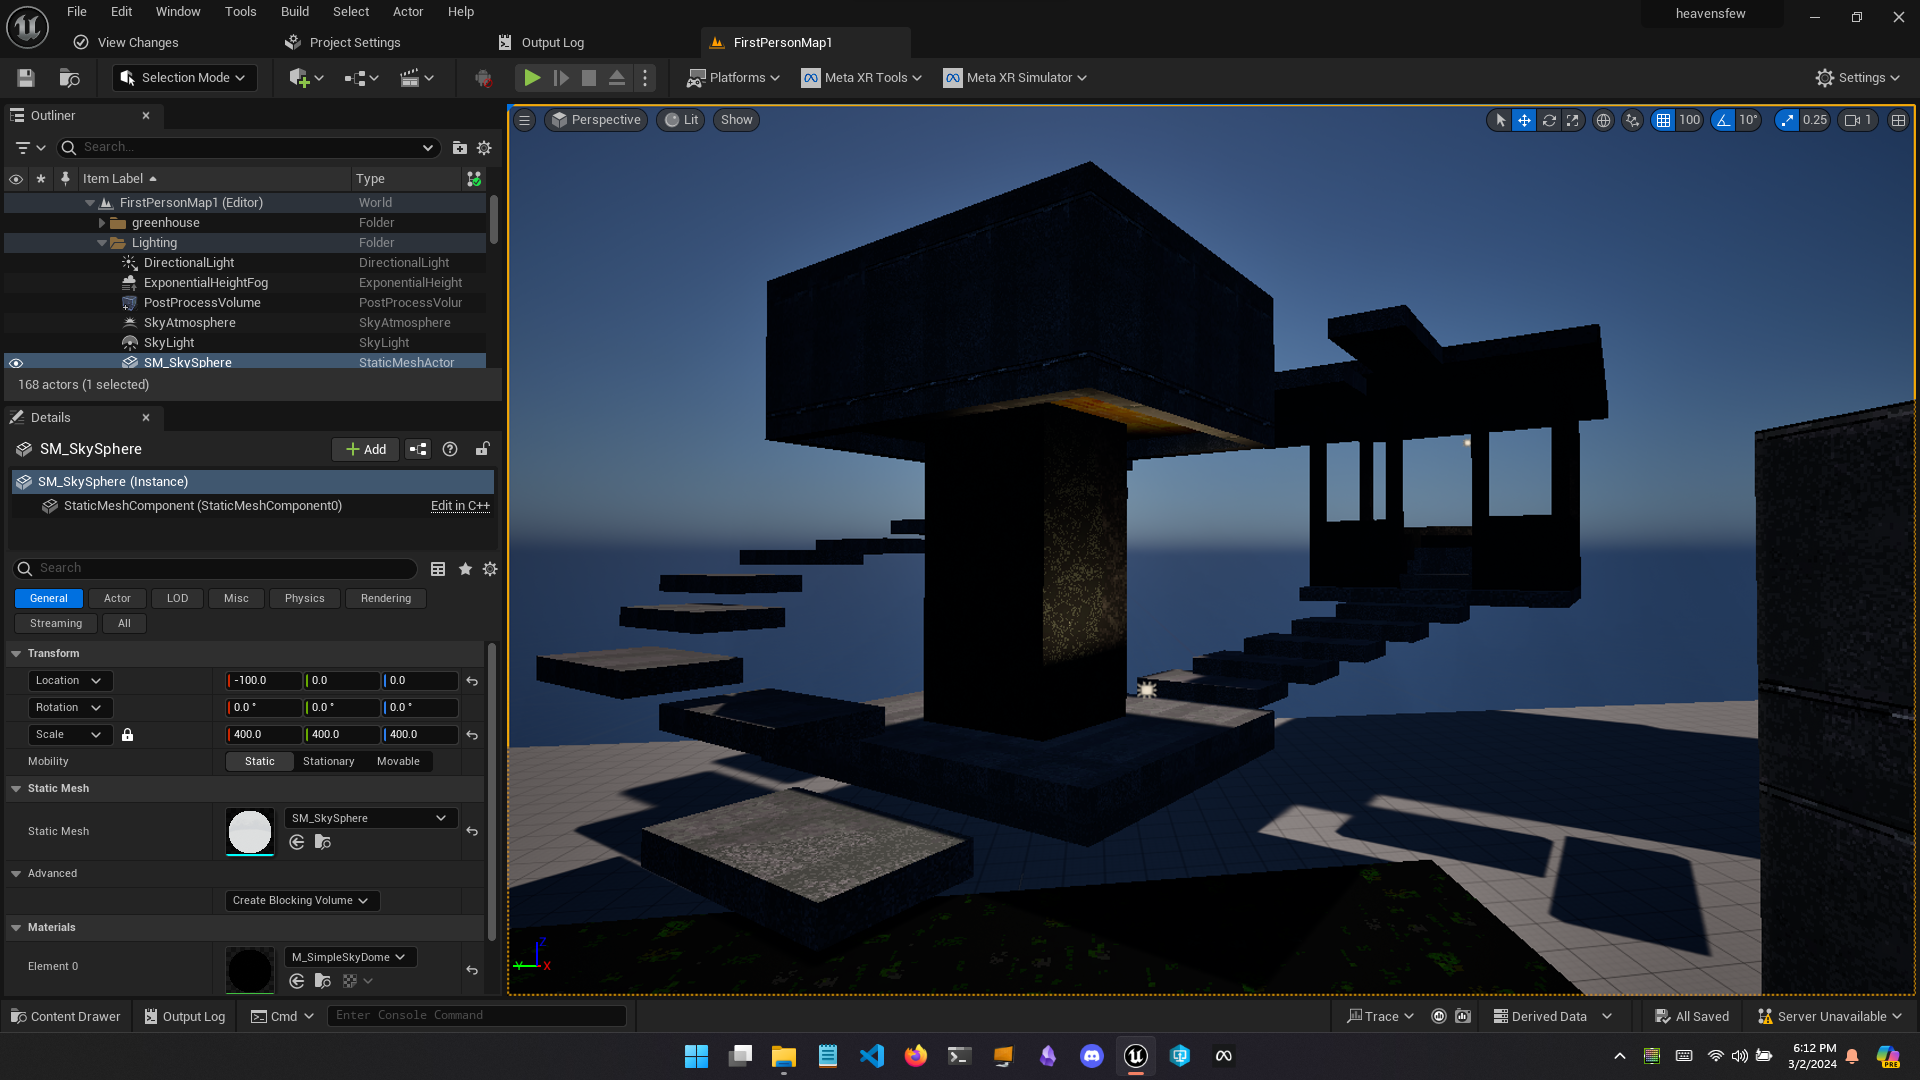 File Edit Window Tools Build Select Actor Help
heavensfew
View Changes
Project Settings
Output Log
FirstPersonMap1
Selection Mode
Platforms
Meta XR Tools
Meta XR Simulator
Settings
Outliner
Search...
Item Label
Type
FirstPersonMap1 (Editor) World
greenhouse Folder
Lighting Folder
DirectionalLight DirectionalLight
ExponentialHeightFog ExponentialHeight
PostProcessVolume PostProcessVolur
SkyAtmosphere SkyAtmosphere
SkyLight SkyLight
SM_SkySphere StaticMeshActor
168 actors (1 selected)
Details
SM_SkySphere
Add
SM_SkySphere (Instance)
StaticMeshComponent (StaticMeshComponent0) Edit in C++
Search
General Actor LOD Misc Physics Rendering
Streaming All
Transform
Location -100.0 0.0 0.0
Rotation 0.0 ° 0.0 ° 0.0 °
Scale 400.0 400.0 400.0
Mobility Static Stationary Movable
Static Mesh
Static Mesh SM_SkySphere
Advanced
Create Blocking Volume
Materials
Element 0 M_SimpleSkyDome
Perspective Lit Show
100 10° 0.25 1
Z
Y X
Content Drawer Output Log Cmd Enter Console Command
Trace Derived Data All Saved Server Unavailable
6:12 PM
3/2/2024
PRE